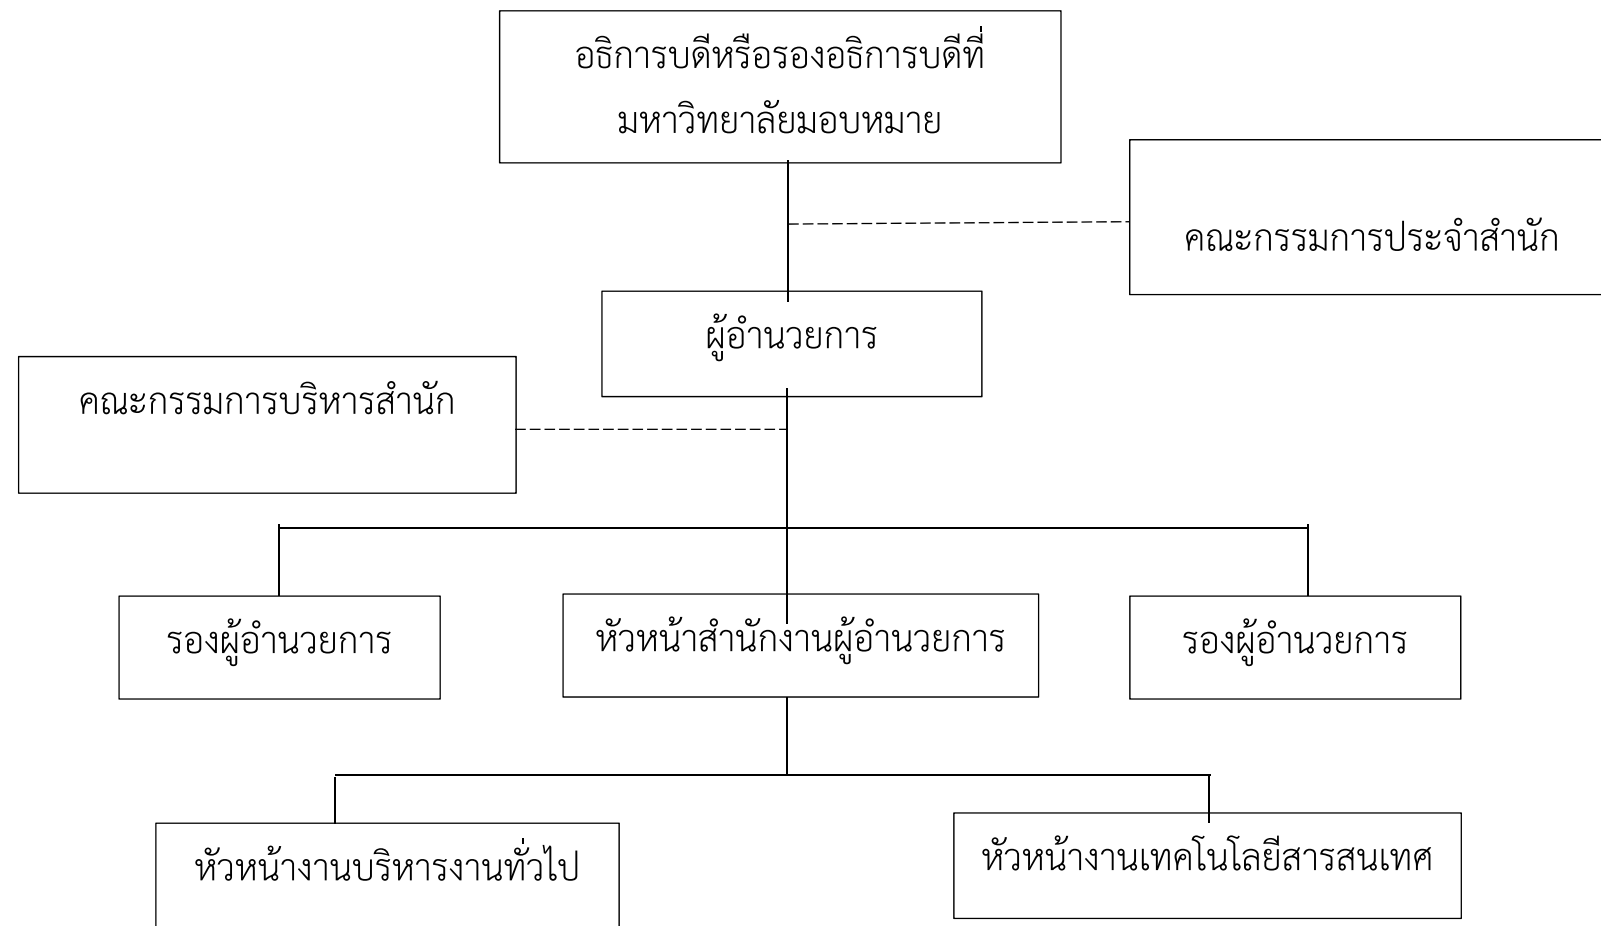 อธิการบดีหรือรองอธิการบดีที่
มหาวิทยาลัยมอบหมาย
คณะกรรมการประจำสำนัก
ผู้อำนวยการ
คณะกรรมการบริหารสำนัก
รองผู้อำนวยการ
หัวหน้าสำนักงานผู้อำนวยการ
รองผู้อำนวยการ
หัวหน้างานบริหารงานทั่วไป
หัวหน้างานเทคโนโลยีสารสนเทศ